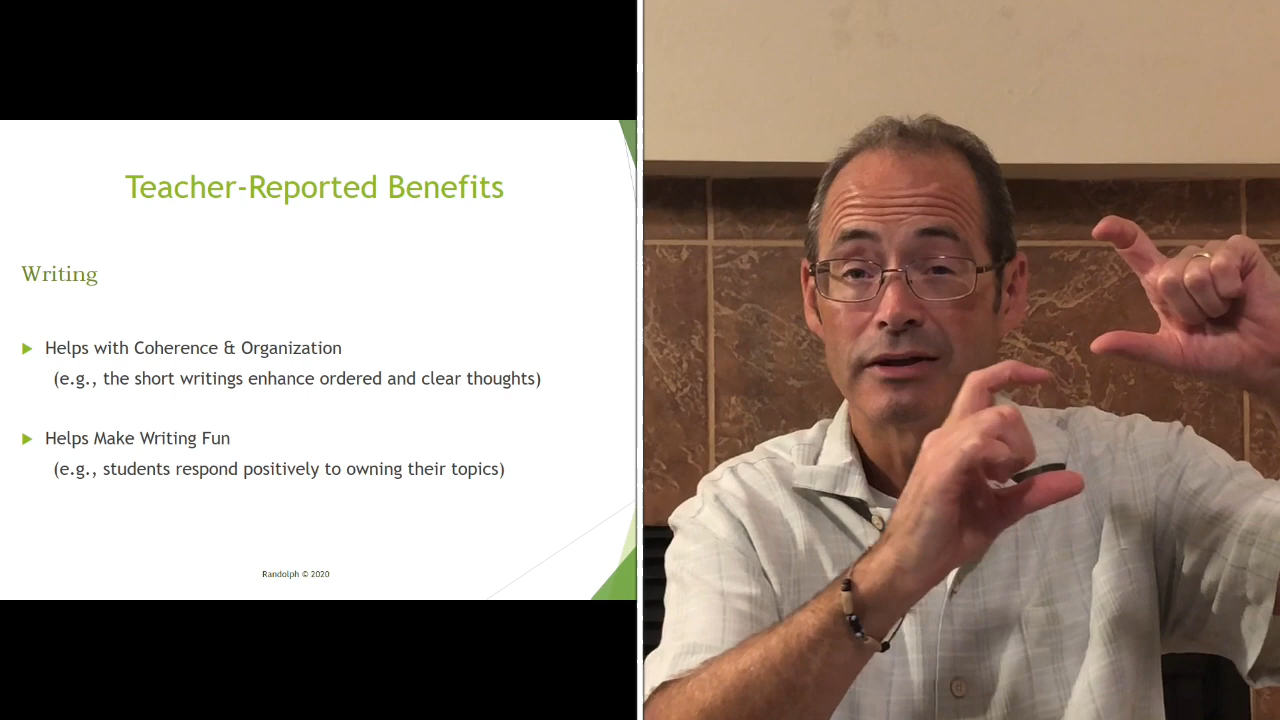 Teacher-Reported Benefits
Writing
Helps with Coherence & Organization
(e.g., the short writings enhance ordered and clear thoughts)
Helps Make Writing Fun
(e.g., students respond positively to owning their topics)
Randolph © 2020